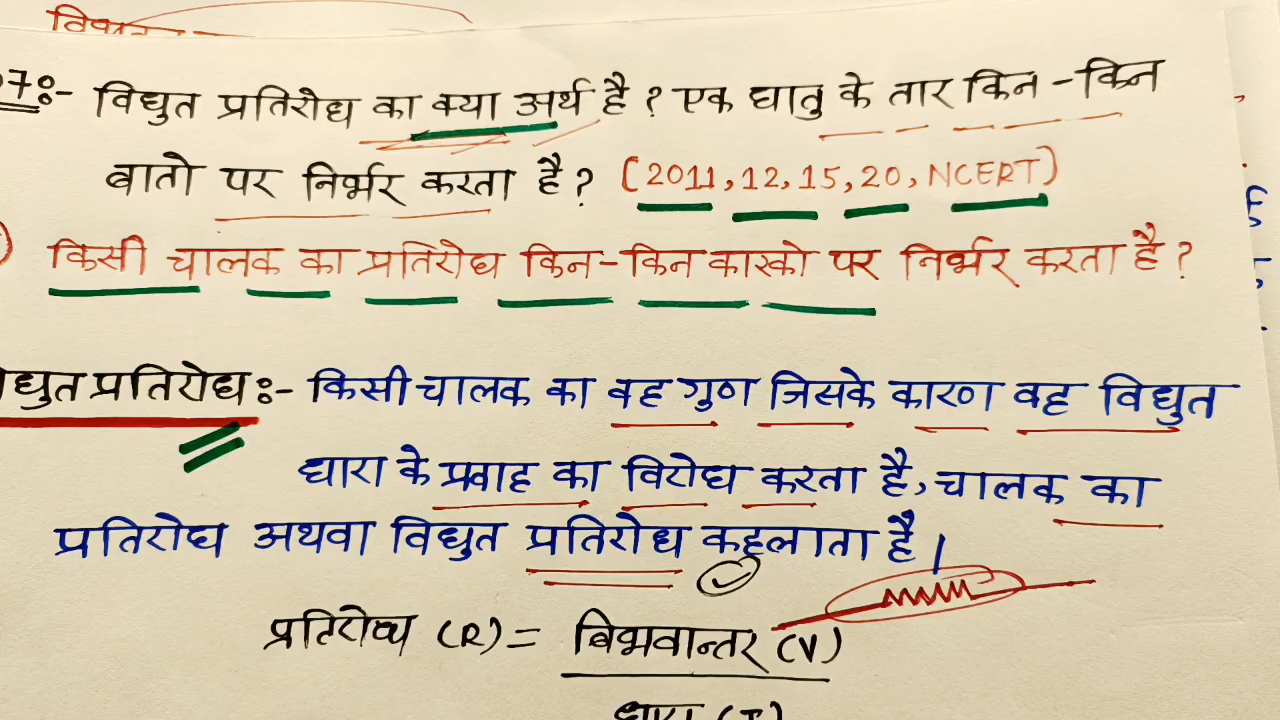 7ः- विद्युत प्रतिरोध का क्या अर्थ है ? एक धातु के तार किन-किन
बातो पर निर्भर करता है ? (2011, 12, 15, 20, NCERT)
किसी चालक का प्रतिरोध किन-किन कारको पर निर्भर करता है ?
विद्युत प्रतिरोध ः- किसी चालक का वह गुण जिसके कारण वह विद्युत
धारा के प्रवाह का विरोध करता है, चालक का
प्रतिरोध अथवा विद्युत प्रतिरोध कहलाता है।
प्रतिरोध (R) = विभवान्तर (V)
धारा (I)